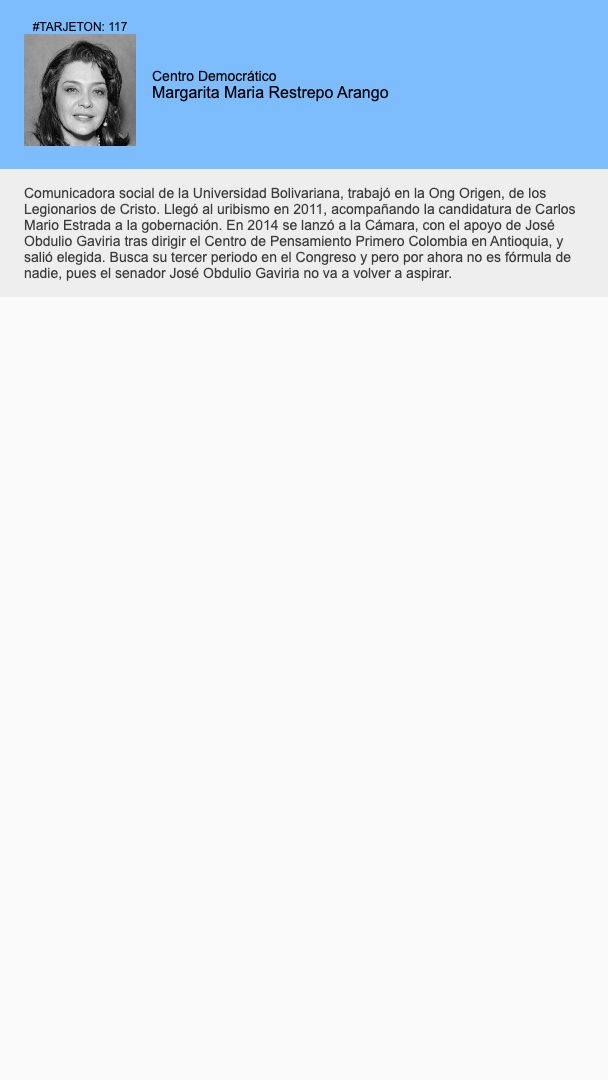 #TARJETON: 117
Centro Democrático
Margarita Maria Restrepo Arango
Comunicadora social de la Universidad Bolivariana, trabajó en la Ong Origen, de los
Legionarios de Cristo. Llegó al uribismo en 2011, acompañando la candidatura de Carlos
Mario Estrada a la gobernación. En 2014 se lanzó a la Cámara, con el apoyo de José
Obdulio Gaviria tras dirigir el Centro de Pensamiento Primero Colombia en Antioquia, y
salió elegida. Busca su tercer periodo en el Congreso y pero por ahora no es fórmula de
nadie, pues el senador José Obdulio Gaviria no va a volver a aspirar.